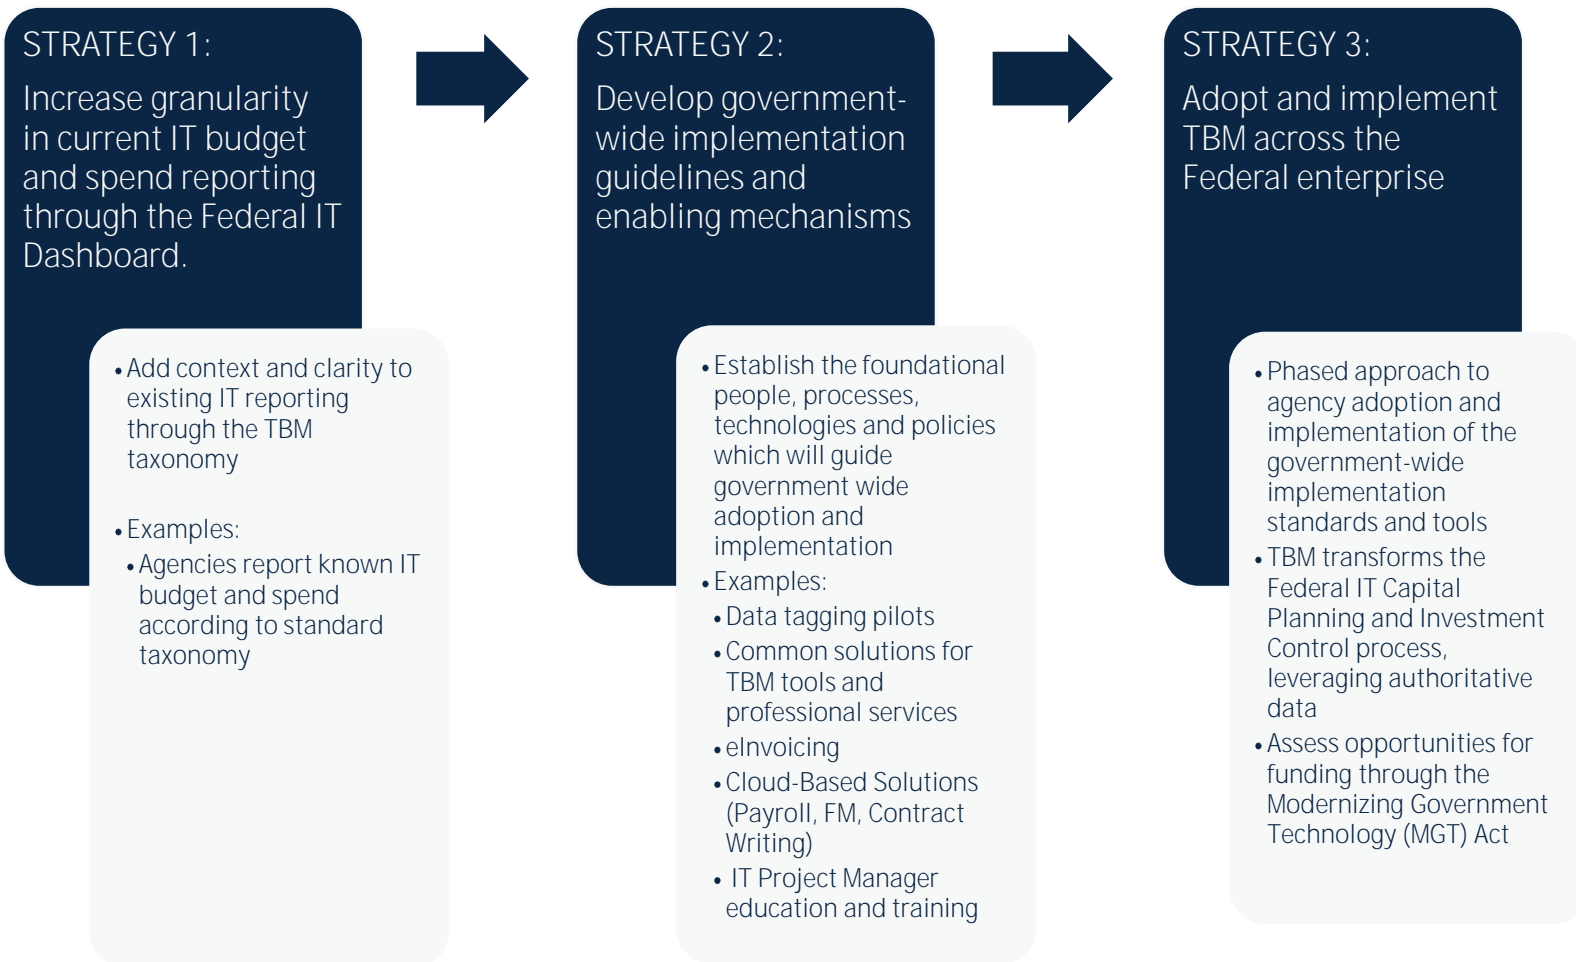 STRATEGY 1:
Increase granularity
in current IT budget
and spend reporting
through the Federal IT
Dashboard.
• Add context and clarity to
existing IT reporting
through the TBM
taxonomy
• Examples:
• Agencies report known IT
budget and spend
according to standard
taxonomy
STRATEGY 2:
Develop government-
wide implementation
guidelines and
enabling mechanisms
• Establish the foundational
people, processes,
technologies and policies
which will guide
government wide
adoption and
implementation
• Examples:
• Data tagging pilots
• Common solutions for
TBM tools and
professional services
• eInvoicing
• Cloud-Based Solutions
(Payroll, FM, Contract
Writing)
• IT Project Manager
education and training
STRATEGY 3:
Adopt and implement
TBM across the
Federal enterprise
• Phased approach to
agency adoption and
implementation of the
government-wide
implementation
standards and tools
• TBM transforms the
Federal IT Capital
Planning and Investment
Control process,
leveraging authoritative
data
• Assess opportunities for
funding through the
Modernizing Government
Technology (MGT) Act